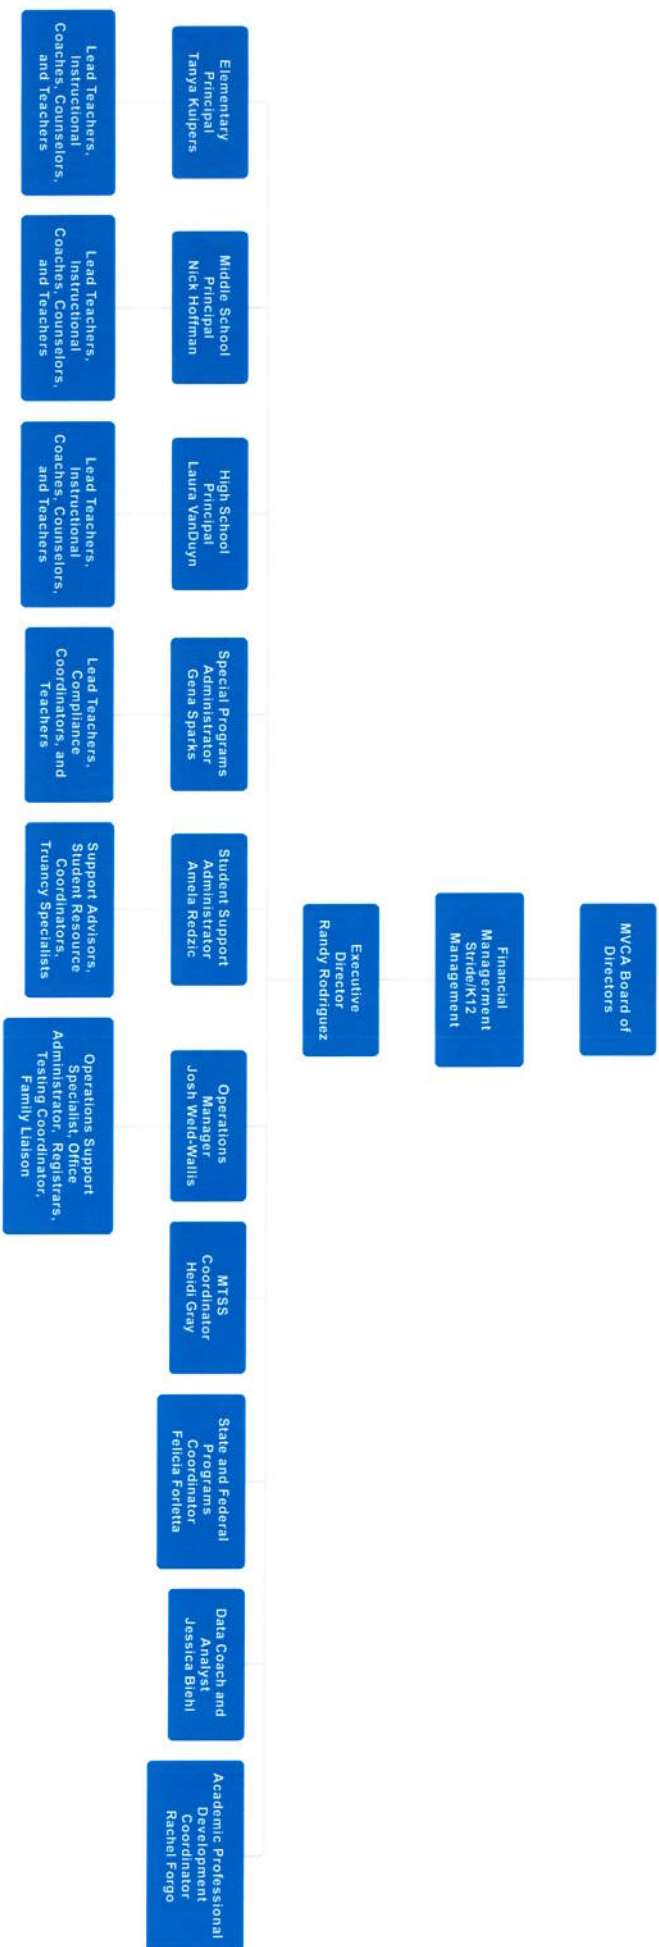 MVCA Board of
Directors
Financial
Managerment
Stride/K12
Management
Executive
Director
Randy Rodriguez
Elementary
Principal
Tanya Kuipers
Middle School
Principal
Nick Hoffman
High School
Principal
Laura VanDuyn
Special Programs
Administrator
Gena Sparks
Student Support
Administrator
Amela Redzic
Operations
Manager
Josh Weld-Wallis
MTSS
Coordinator
Heidi Gray
State and Federal
Programs
Coordinator
Felicia Forletta
Data Coach and
Analyst
Jessica Biehl
Academic Professional
Development
Coordinator
Rachel Forgo
Lead Teachers,
Instructional
Coaches, Counselors,
and Teachers
Lead Teachers,
Instructional
Coaches, Counselors,
and Teachers
Lead Teachers,
Instructional
Coaches, Counselors,
and Teachers
Lead Teachers,
Compliance
Coordinators, and
Teachers
Support Advisors,
Student Resource
Coordinators,
Truancy Specialists
Operations Support
Specialist, Office
Administrator, Registrars,
Testing Coordinator,
Family Liaison